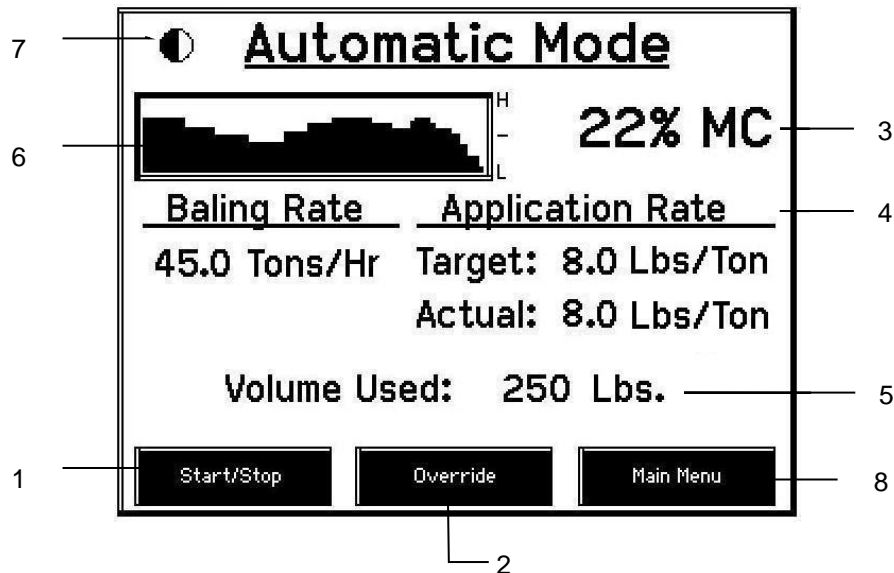 7
Automatic Mode
H
–
L
22% MC
3
6
Baling Rate
Application Rate
4
45.0 Tons/Hr
Target: 8.0 Lbs/Ton
Actual: 8.0 Lbs/Ton
Volume Used: 250 Lbs.
5
1
Start/Stop
Override
Main Menu
8
2